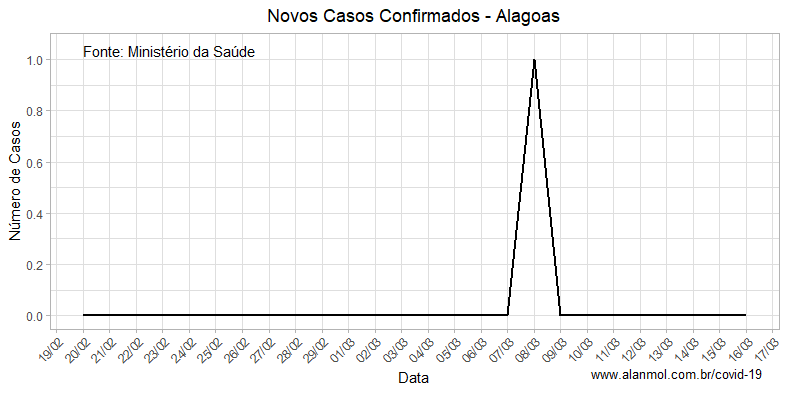 Novos Casos Confirmados - Alagoas
Fonte: Ministério da Saúde
Número de Casos
1.0
0.8
0.6
0.4
0.2
0.0
19/02 20/02 21/02 22/02 23/02 24/02 25/02 26/02 27/02 28/02 29/02 01/03 02/03 03/03 04/03 05/03 06/03 07/03 08/03 09/03 10/03 11/03 12/03 13/03 14/03 15/03 16/03 17/03
Data
www.alanmol.com.br/covid-19